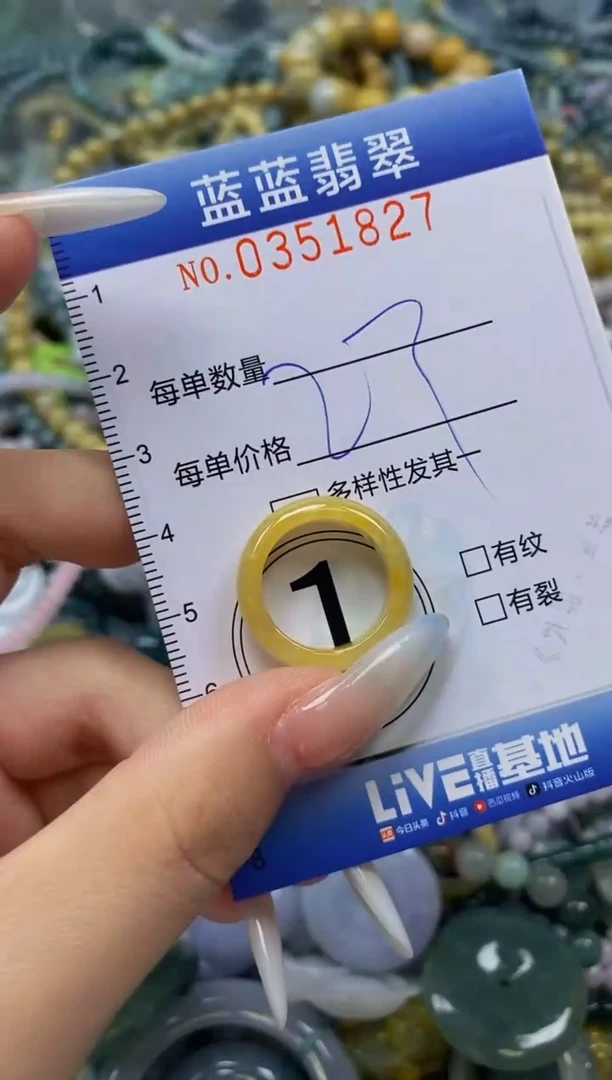 蓝蓝翡翠
NO.0351827
1
2
每单数量
3
每单价格
多样性发其一
4
有纹
1
5
有裂
6
LiVE直播基地
今日头条 抖音 西瓜视频 抖音火山版
8